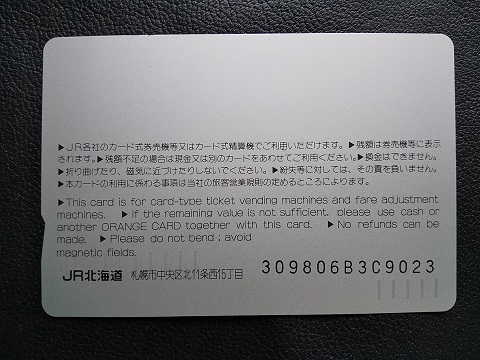 ▶JR各社のカード式券売機等又はカード式精算機でご利用いただけます。▶残額は券売機等に表示
されます。▶残額不足の場合は現金又は別のカードをあわせてご利用ください。▶換金はできません。
▶折り曲げたり、磁気に近づけたりしないでください。▶紛失等に対しては、その責を負いません。
▶本カードの利用に係わる事項は当社の旅客営業規則の定めるところによります。
▶This card is for card-type ticket vending machines and fare adjustment
machines. ▶If the remaining value is not sufficient, please use cash or
another ORANGE CARD together with this card. ▶No refunds can be
made. ▶Please do not bend; avoid
magnetic fields.
JR北海道 札幌市中央区北11条西15丁目 309806B3C9023